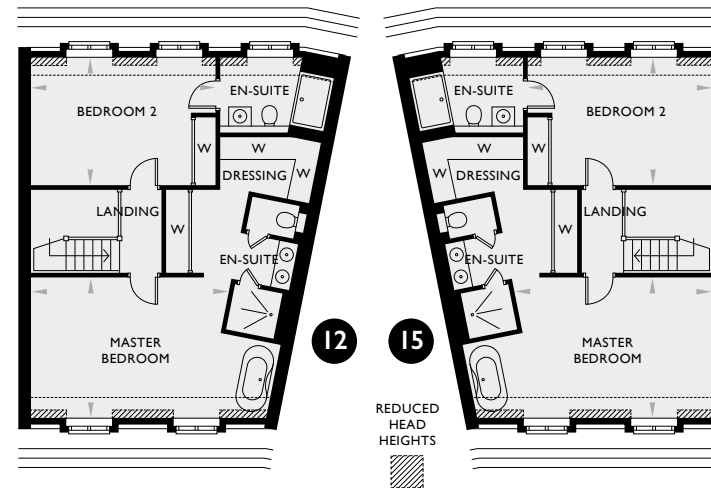 EN-SUITE
BEDROOM 2
W
W
DRESSING
W
LANDING
W
EN-SUITE
MASTER
BEDROOM
12
EN-SUITE
BEDROOM 2
W
W
DRESSING
W
LANDING
W
EN-SUITE
MASTER
BEDROOM
15
REDUCED
HEAD
HEIGHTS